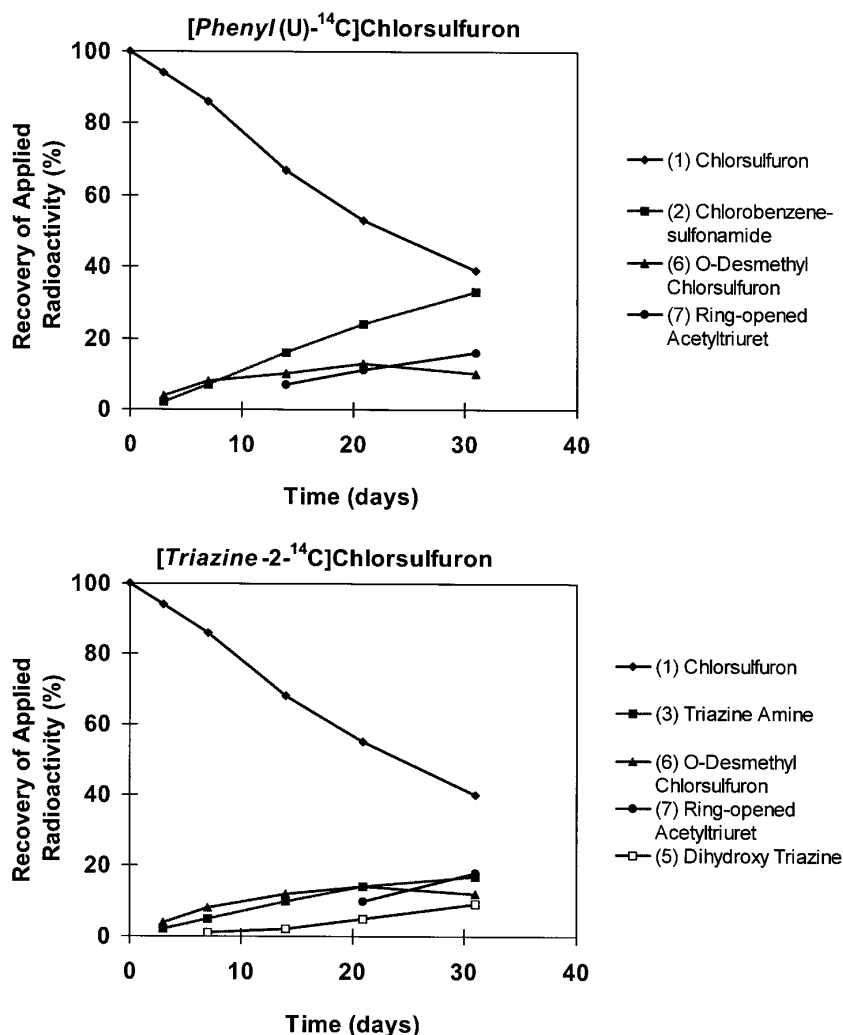 [Phenyl(U)-¹⁴C]Chlorsulfuron
Recovery of Applied
Radioactivity (%)
100
80
60
40
20
0
0 10 20 30 40
Time (days)
(1) Chlorsulfuron
(2) Chlorobenzene-
sulfonamide
(6) O-Desmethyl
Chlorsulfuron
(7) Ring-opened
Acetyltriuret
[Triazine-2-¹⁴C]Chlorsulfuron
Recovery of Applied
Radioactivity (%)
100
80
60
40
20
0
0 10 20 30 40
Time (days)
(1) Chlorsulfuron
(3) Triazine Amine
(6) O-Desmethyl
Chlorsulfuron
(7) Ring-opened
Acetyltriuret
(5) Dihydroxy Triazine